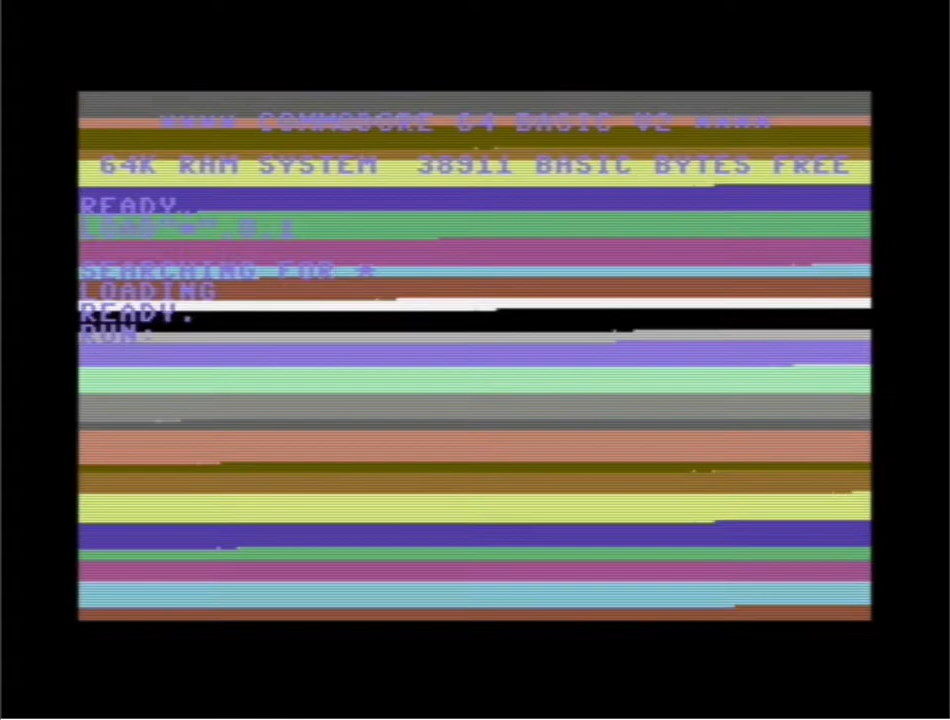 **** COMMODORE 64 BASIC V2 ****
64K RAM SYSTEM  38911 BASIC BYTES FREE
READY.
LOAD"*",8,1
SEARCHING FOR *
LOADING
READY.
RUN: